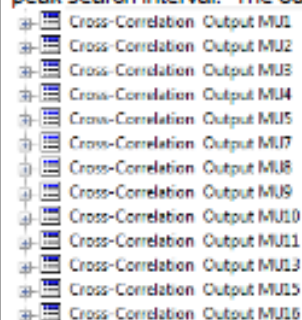 peak search interval. The
Cross-Correlation Output MU1
Cross-Correlation Output MU2
Cross-Correlation Output MU3
Cross-Correlation Output MU4
Cross-Correlation Output MU5
Cross-Correlation Output MU7
Cross-Correlation Output MU8
Cross-Correlation Output MU9
Cross-Correlation Output MU10
Cross-Correlation Output MU11
Cross-Correlation Output MU13
Cross-Correlation Output MU15
Cross-Correlation Output MU16